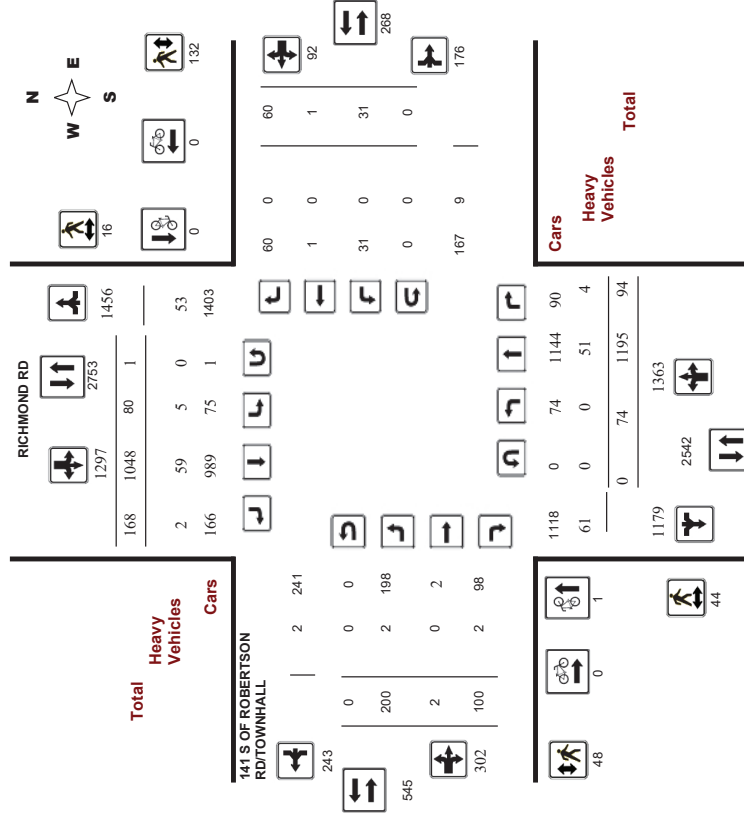 N
W E
S
RICHMOND RD
16
132
0 0
2753
1297 1456
168 1048 80 1
2 59 5 0 53
166 989 75 1 1403
Total
Heavy
Vehicles
Cars
141 S OF ROBERTSON
RD/TOWNHALL
2 241
0 0 0
200 2 198
2 0 2
100 2 98
243
545
302
60 0 60
1 0 1
31 0 31
0 0 0
167 9
92
268
176
1118 0 74 1144 90
61 0 0 51 4
0 74 1195 94
1179 1363
2542
Cars
Heavy
Vehicles
Total
0 1
48
44